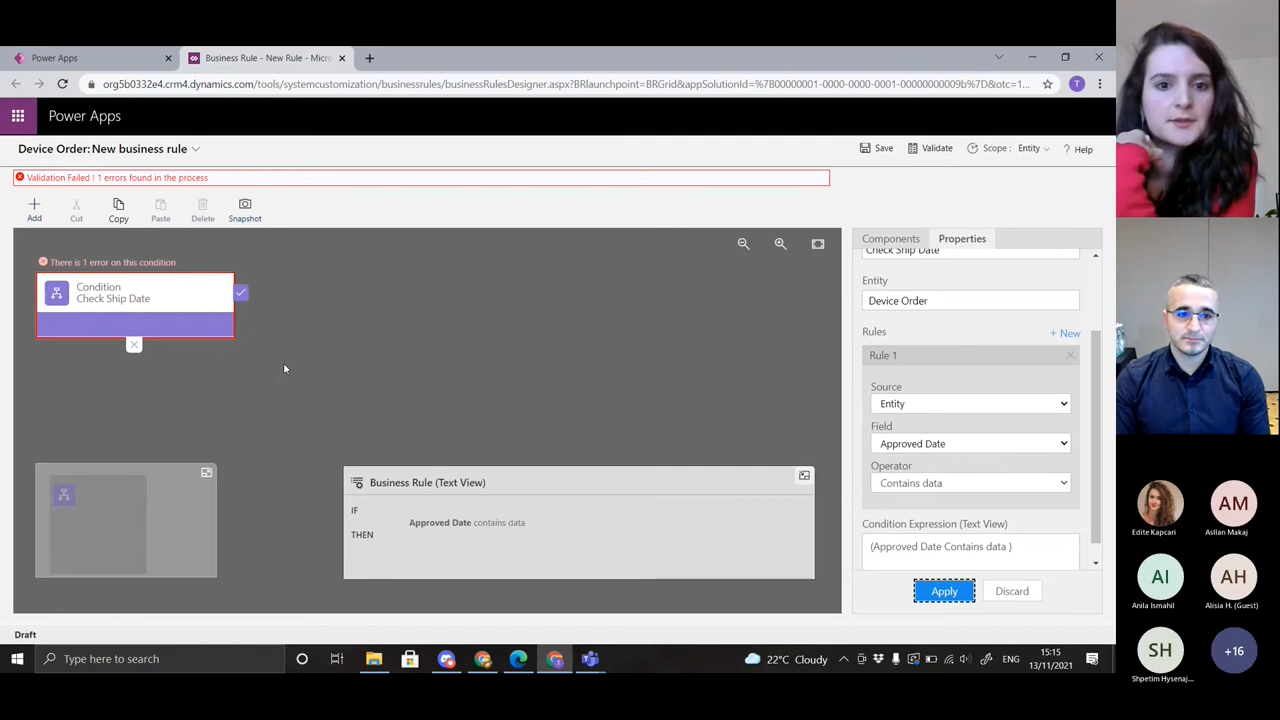 Power Apps
Business Rule - New Rule - Micr
org5b0332e4.crm4.dynamics.com/tools/systemcustomization/businessrules/businessRulesDesigner.aspx?BRlaunchpoint=BRGrid&appSolutionId=%7B00000001-0000-0000-0001-00000000009b%7D&otc=1...
T
Power Apps
Device Order: New business rule
Save
Validate
Scope :
Entity
? Help
Validation Failed ! 1 errors found in the process
Add
Cut
Copy
Paste
Delete
Snapshot
Components
Properties
There is 1 error on this condition
Condition
Check Ship Date
Check Ship Date
Entity
Device Order
Rules
+ New
Rule 1
Source
Entity
Field
Approved Date
Operator
Contains data
Condition Expression (Text View)
(Approved Date Contains data )
Apply
Discard
Business Rule (Text View)
IF
Approved Date contains data
THEN
Draft
Type here to search
22°C Cloudy
ENG
15:15
13/11/2021
Edite Kapcari
AM
Asllan Makaj
AI
Anila Ismahil
AH
Alisia H. (Guest)
SH
Shpetim Hysenaj...
+16